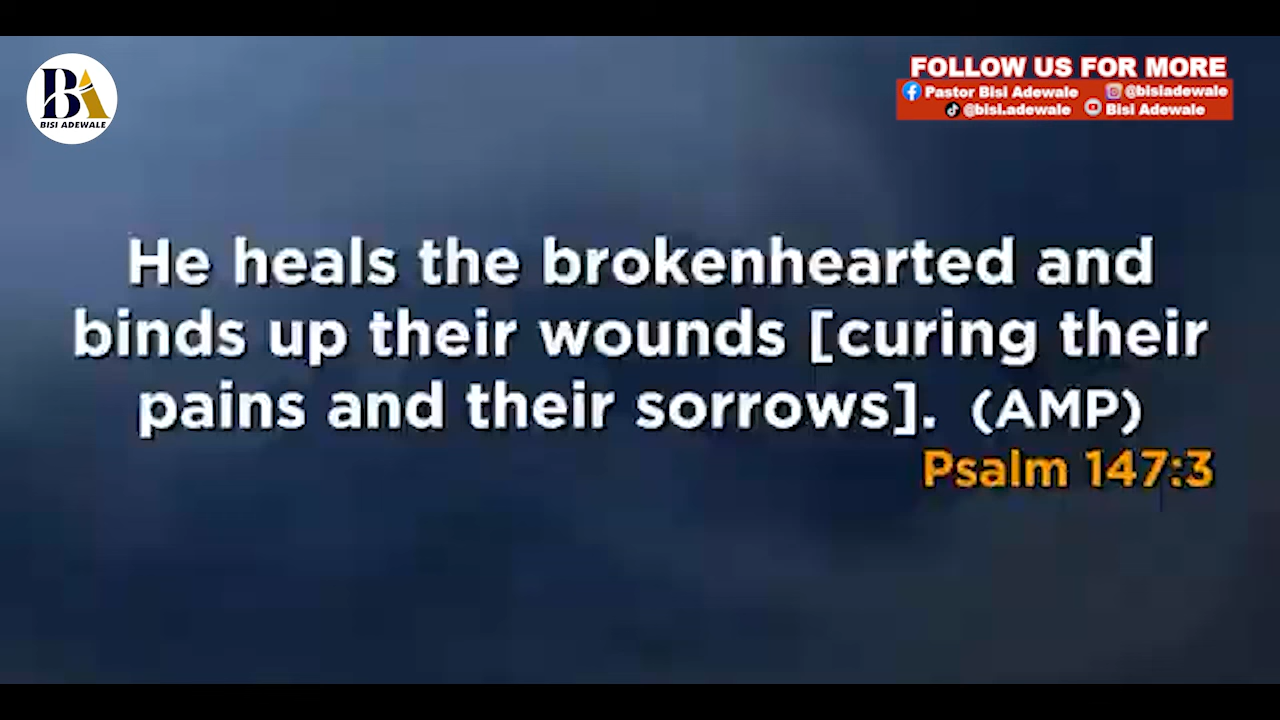 BA
BISI ADEWALE
FOLLOW US FOR MORE
Pastor Bisi Adewale @bisiadewale
@bisi.adewale Bisi Adewale
He heals the brokenhearted and
binds up their wounds [curing their
pains and their sorrows]. (AMP)
Psalm 147:3